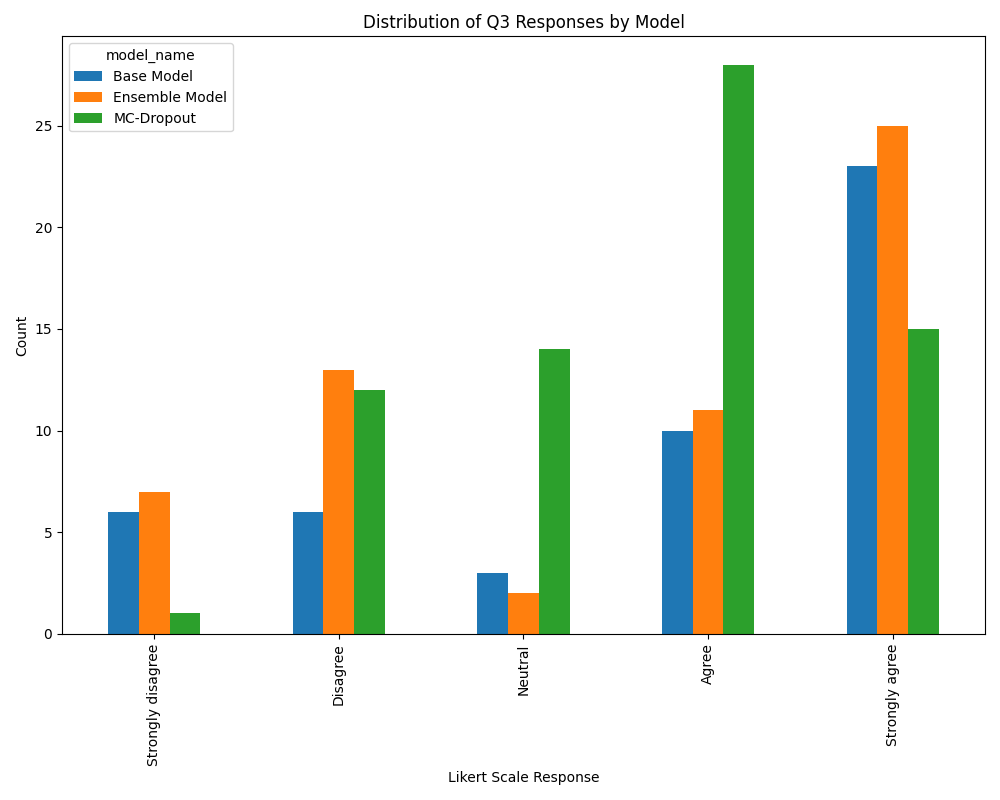 Distribution of Q3 Responses by Model
model_name
Base Model
Ensemble Model
MC-Dropout
Count
25
20
15
10
5
0
Strongly disagree
Disagree
Neutral
Agree
Strongly agree
Likert Scale Response